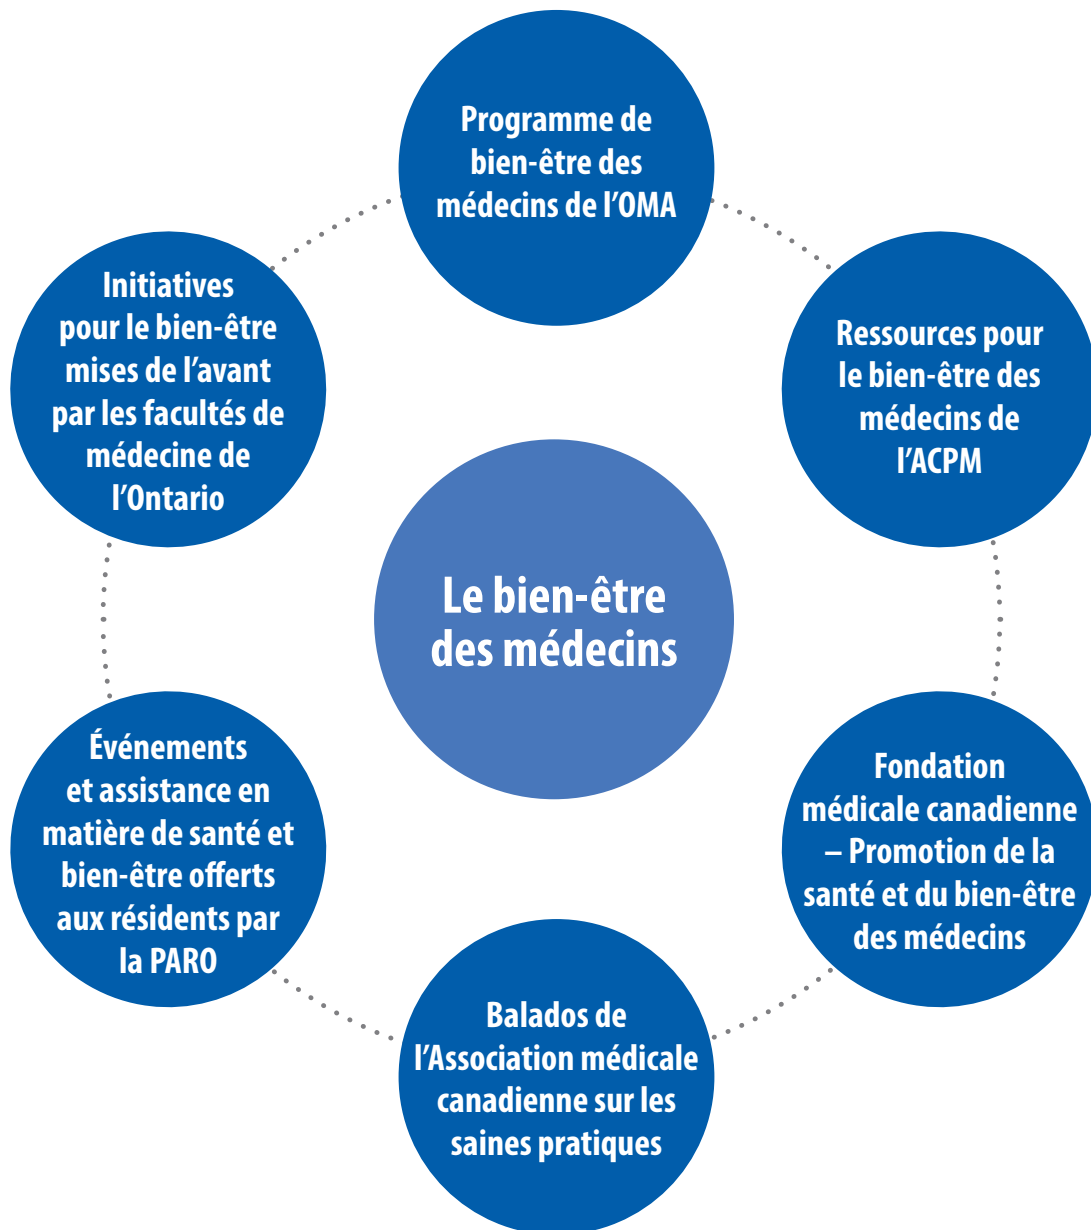 Programme de
bien-être des
médecins de l'OMA
Initiatives
pour le bien-être
mises de l'avant
par les facultés de
médecine de
l'Ontario
Ressources pour
le bien-être des
médecins de
l'ACPM
Le bien-être
des médecins
Événements
et assistance en
matière de santé et
bien-être offerts
aux résidents par
la PARO
Fondation
médicale canadienne
– Promotion de la
santé et du bien-être
des médecins
Balados de
l'Association médicale
canadienne sur les
saines pratiques